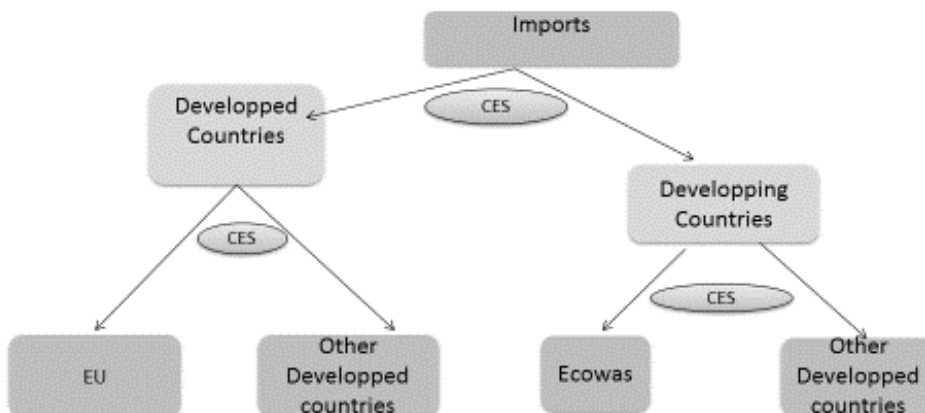 Imports
CES
Developped
Countries
Developping
Countries
CES
CES
EU
Other
Developped
countries
Ecowas
Other
Developped
countries